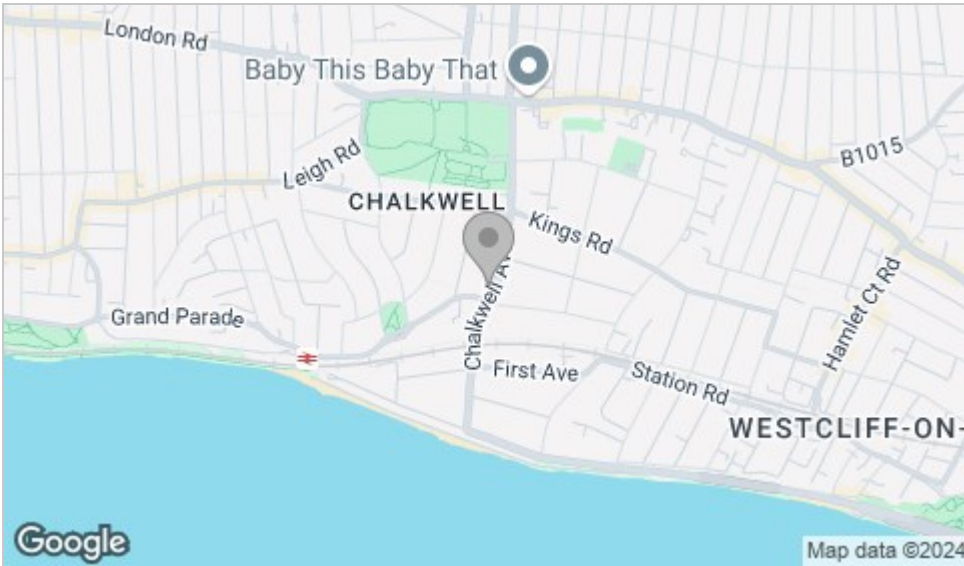 London Rd
Baby This Baby That
Leigh Rd
B1015
CHALKWELL
Kings Rd
Hamlet Ct Rd
Grand Parade
Chalkwell Av
First Ave
Station Rd
WESTCLIFF-ON-
Google
Map data ©2024